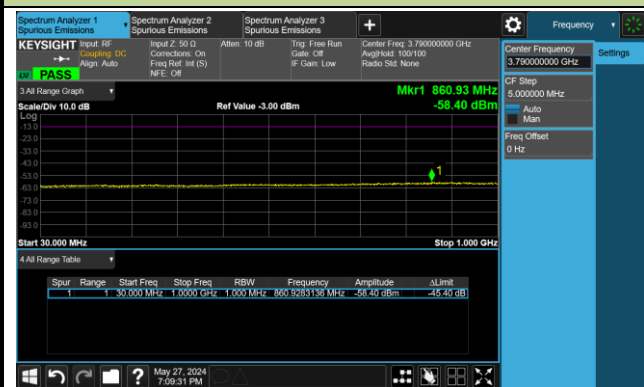 Spectrum Analyzer 1
Spurious Emissions
Spectrum Analyzer 2
Spurious Emissions
Spectrum Analyzer 3
Spurious Emissions
Frequency
KEYSIGHT
Input: RF
Coupling: DC
Align: Auto
Input Z: 50 Ω
Corrections: On
Freq Ref: Int (S)
NFE: Off
Atten: 10 dB
Trig: Free Run
Gate: Off
IF Gain: Low
Center Freq: 3.790000000 GHz
Avg|Hold: 100/100
Radio Std: None
PASS
Center Frequency
3.790000000 GHz
Settings
CF Step
5.000000 MHz
Auto
Man
Freq Offset
0 Hz
3 All Range Graph
Mkr1 860.93 MHz
Scale/Div 10.0 dB
Ref Value -3.00 dBm
-58.40 dBm
Log
-13.0
-23.0
-33.0
-43.0
-53.0
-63.0
-73.0
-83.0
-93.0
1
Start 30.000 MHz
Stop 1.000 GHz
4 All Range Table
Spur Range Start Freq Stop Freq RBW Frequency Amplitude ΔLimit
1 1 30.000 MHz 1.0000 GHz 1.000 MHz 860.9283136 MHz -58.40 dBm -45.40 dB
May 27, 2024
7:09:31 PM